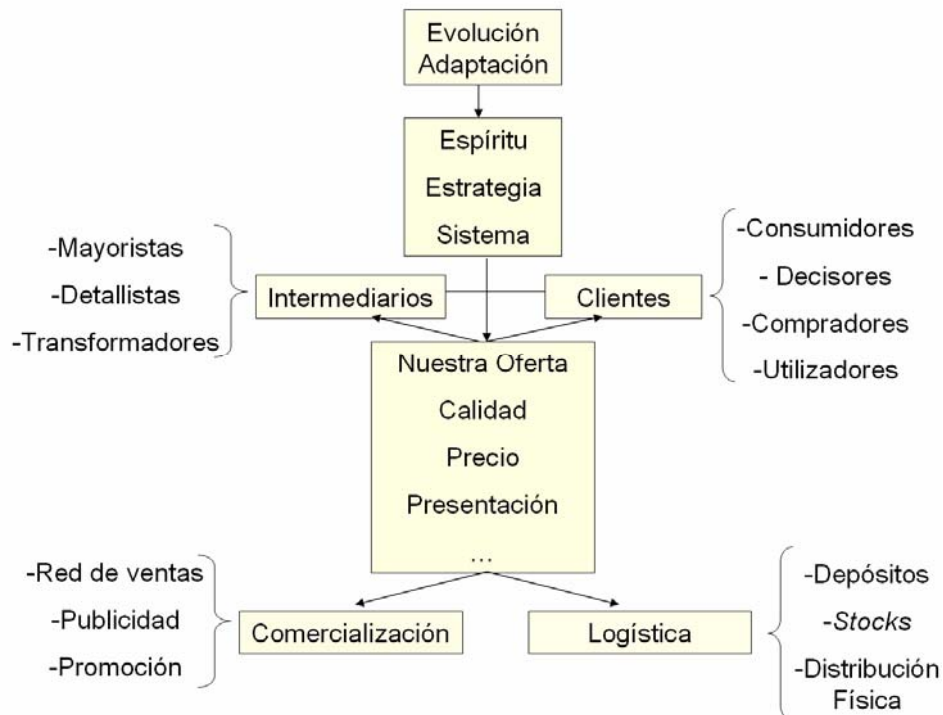 Evolución
Adaptación
Espíritu
Estrategia
Sistema
-Mayoristas
-Detallistas
-Transformadores
Intermediarios
Clientes
-Consumidores
- Decisores
-Compradores
-Utilizadores
Nuestra Oferta
Calidad
Precio
Presentación
...
-Red de ventas
-Publicidad
-Promoción
Comercialización
Logística
-Depósitos
-Stocks
-Distribución
Física